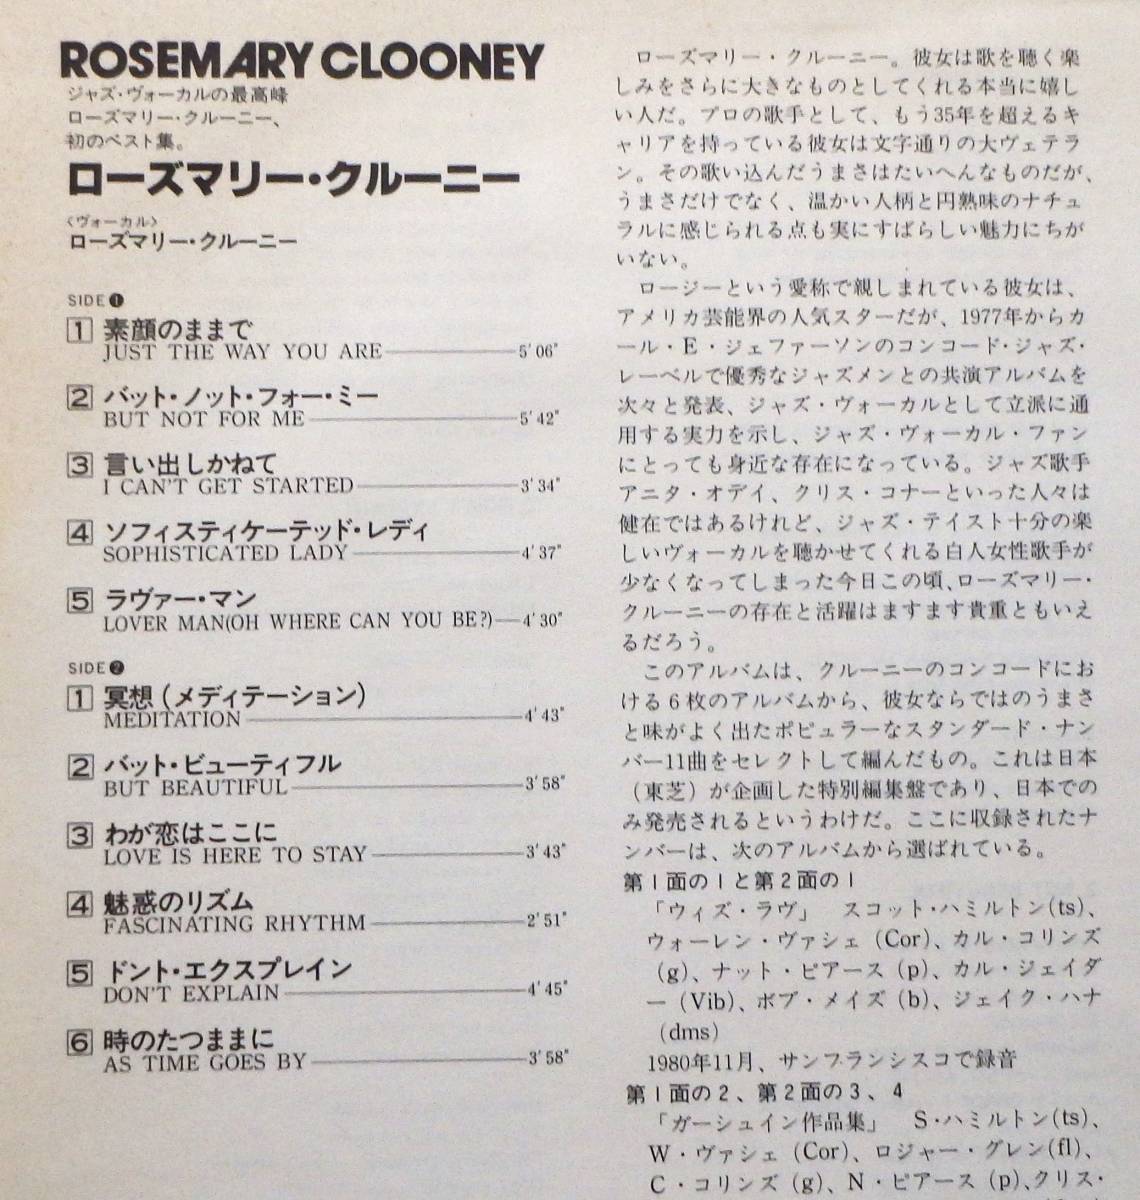 ROSEMARY CLOONEY
ジャズ・ヴォーカルの最高峰
ローズマリー・クルーニー、
初のベスト集。
ローズマリー・クルーニー
〈ヴォーカル〉
ローズマリー・クルーニー
SIDE❶
1 素顔のままで
JUST THE WAY YOU ARE 5′06″
2 バット・ノット・フォー・ミー
BUT NOT FOR ME 5′42″
3 言い出しかねて
I CAN'T GET STARTED 3′34″
4 ソフィスティケーテッド・レディ
SOPHISTICATED LADY 4′37″
5 ラヴァー・マン
LOVER MAN(OH WHERE CAN YOU BE?) 4′30″
SIDE❷
1 冥想(メディテーション)
MEDITATION 4′43″
2 バット・ビューティフル
BUT BEAUTIFUL 3′58″
3 わが恋はここに
LOVE IS HERE TO STAY 3′43″
4 魅惑のリズム
FASCINATING RHYTHM 2′51″
5 ドント・エクスプレイン
DON'T EXPLAIN 4′45″
6 時のたつままに
AS TIME GOES BY 3′58″
ローズマリー・クルーニー。彼女は歌を聴く楽
しみをさらに大きなものとしてくれる本当に嬉し
い人だ。プロの歌手として、もう35年を超えるキ
ャリアを持っている彼女は文字通りの大ヴェテラ
ン。その歌い込んだうまさはたいへんなものだが、
うまさだけでなく、温かい人柄と円熟味のナチュ
ラルに感じられる点も実にすばらしい魅力にちが
いない。
ロージーという愛称で親しまれている彼女は、
アメリカ芸能界の人気スターだが、1977年からカ
ール・E・ジェファーソンのコンコード・ジャズ・
レーベルで優秀なジャズメンとの共演アルバムを
次々と発表、ジャズ・ヴォーカルとして立派に通
用する実力を示し、ジャズ・ヴォーカル・ファン
にとっても身近な存在になっている。ジャズ歌手
アニタ・オデイ、クリス・コナーといった人々は
健在ではあるけれど、ジャズ・テイスト十分の楽
しいヴォーカルを聴かせてくれる白人女性歌手が
少なくなってしまった今日この頃、ローズマリー・
クルーニーの存在と活躍はますます貴重ともいえ
るだろう。
このアルバムは、クルーニーのコンコードにお
ける6枚のアルバムから、彼女ならではのうまさ
と味がよく出たポピュラーなスタンダード・ナン
バー11曲をセレクトして編んだもの。これは日本
(東芝)が企画した特別編集盤であり、日本での
み発売されるというわけだ。ここに収録されたナ
ンバーは、次のアルバムから選ばれている。
第1面の1と第2面の1
「ウィズ・ラヴ」 スコット・ハミルトン(ts)、
ウォーレン・ヴァシェ(Cor)、カル・コリンズ
(g)、ナット・ピアース(p)、カル・ジェイダ
ー(Vib)、ボブ・メイズ(b)、ジェイク・ハナ
(dms)
1980年11月、サンフランシスコで録音
第1面の2、第2面の3、4
「ガーシュイン作品集」 S・ハミルトン(ts)、
W・ヴァシェ(Cor)、ロジャー・グレン(fl)、
C・コリンズ(g)、N・ピアース(p)、クリス・